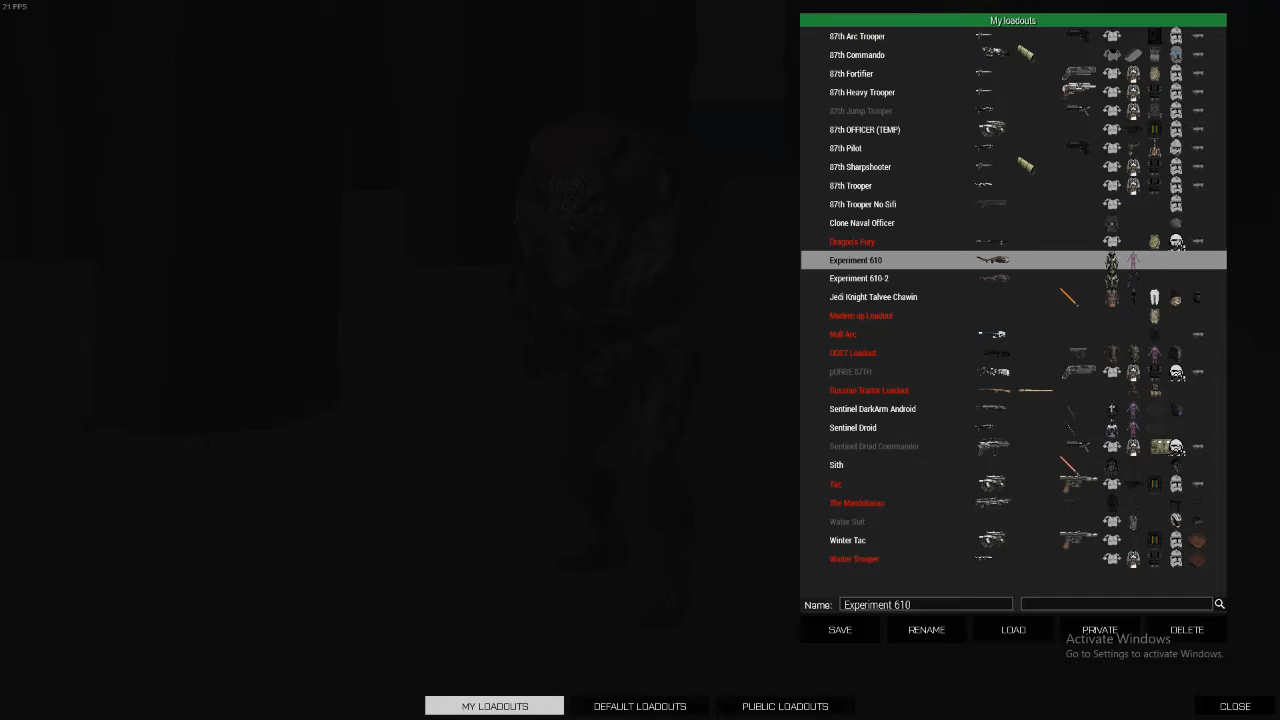 21 FPS
My loadouts
87th Arc Trooper
87th Commando
87th Fortifier
87th Heavy Trooper
87th Jump Trooper
87th OFFICER (TEMP)
87th Pilot
87th Sharpshooter
87th Trooper
87th Trooper No Sifi
Clone Naval Officer
Dragon's Fury
Experiment 610
Experiment 610-2
Jedi Knight Talvee Chawin
Modern op Loadout
Null Arc
ODST Loadout
pURGE 87TH
Russian Traitor Loadout
Sentinel DarkArm Android
Sentinel Droid
Sentinel Droid Commander
Sith
Tac
The Mandolorian
Water Suit
Winter Tac
Winter Trooper
Name: Experiment 610
SAVE RENAME LOAD PRIVATE DELETE
Activate Windows
Go to Settings to activate Windows.
MY LOADOUTS DEFAULT LOADOUTS PUBLIC LOADOUTS CLOSE